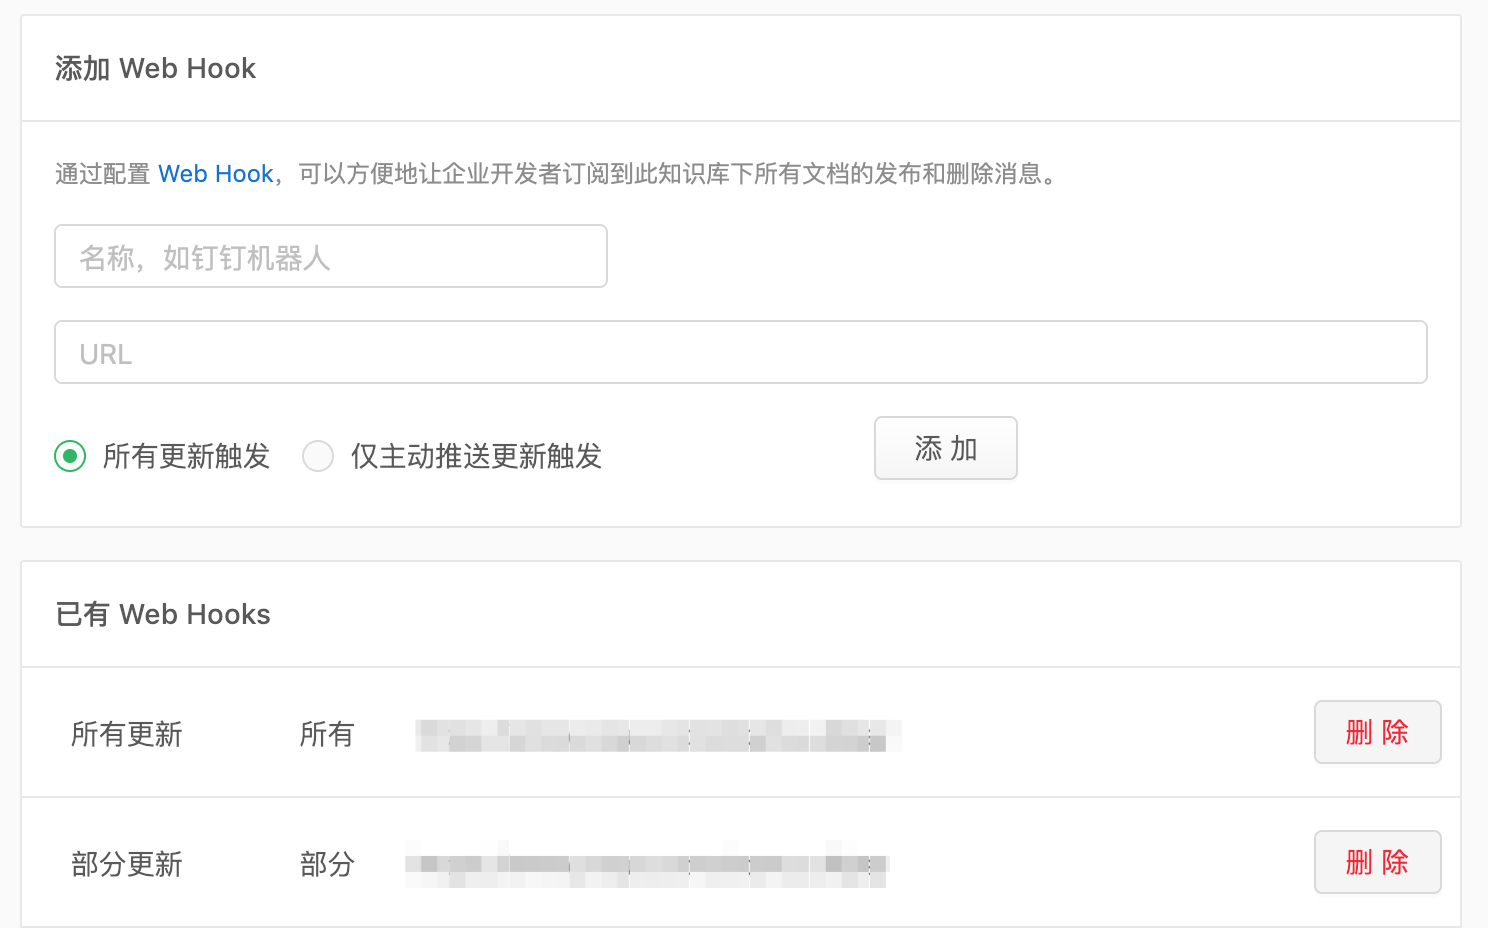 添加 Web Hook
通过配置 Web Hook，可以方便地让企业开发者订阅到此知识库下所有文档的发布和删除消息。
名称，如钉钉机器人
URL
所有更新触发 仅主动推送更新触发 添 加
已有 Web Hooks
所有更新 所有 删 除
部分更新 部分 删 除